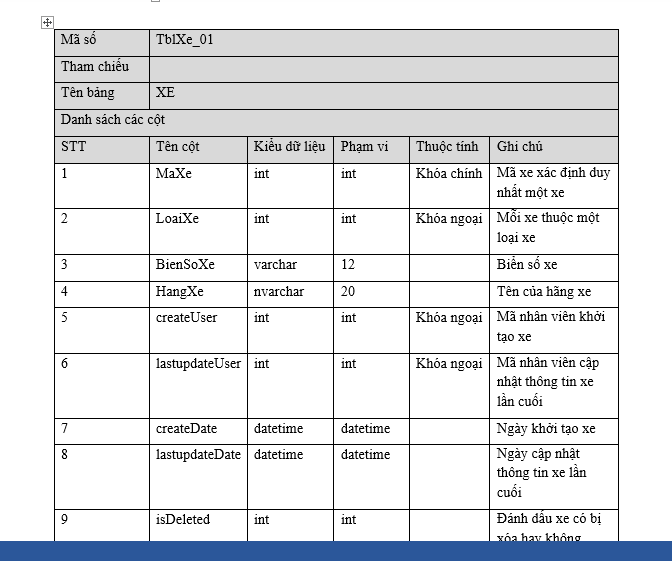 Mã số TblXe_01
Tham chiếu
Tên bảng XE
Danh sách các cột
STT Tên cột Kiểu dữ liệu Phạm vi Thuộc tính Ghi chú
1 MaXe int int Khóa chính Mã xe xác định duy
nhất một xe
2 LoaiXe int int Khóa ngoại Mỗi xe thuộc một
loại xe
3 BienSoXe varchar 12 Biển số xe
4 HangXe nvarchar 20 Tên của hãng xe
5 createUser int int Khóa ngoại Mã nhân viên khởi
tạo xe
6 lastupdateUser int int Khóa ngoại Mã nhân viên cập
nhật thông tin xe
lần cuối
7 createDate datetime datetime Ngày khởi tạo xe
8 lastupdateDate datetime datetime Ngày cập nhật
thông tin xe lần
cuối
9 isDeleted int int Đánh dấu xe có bị
xóa hay không